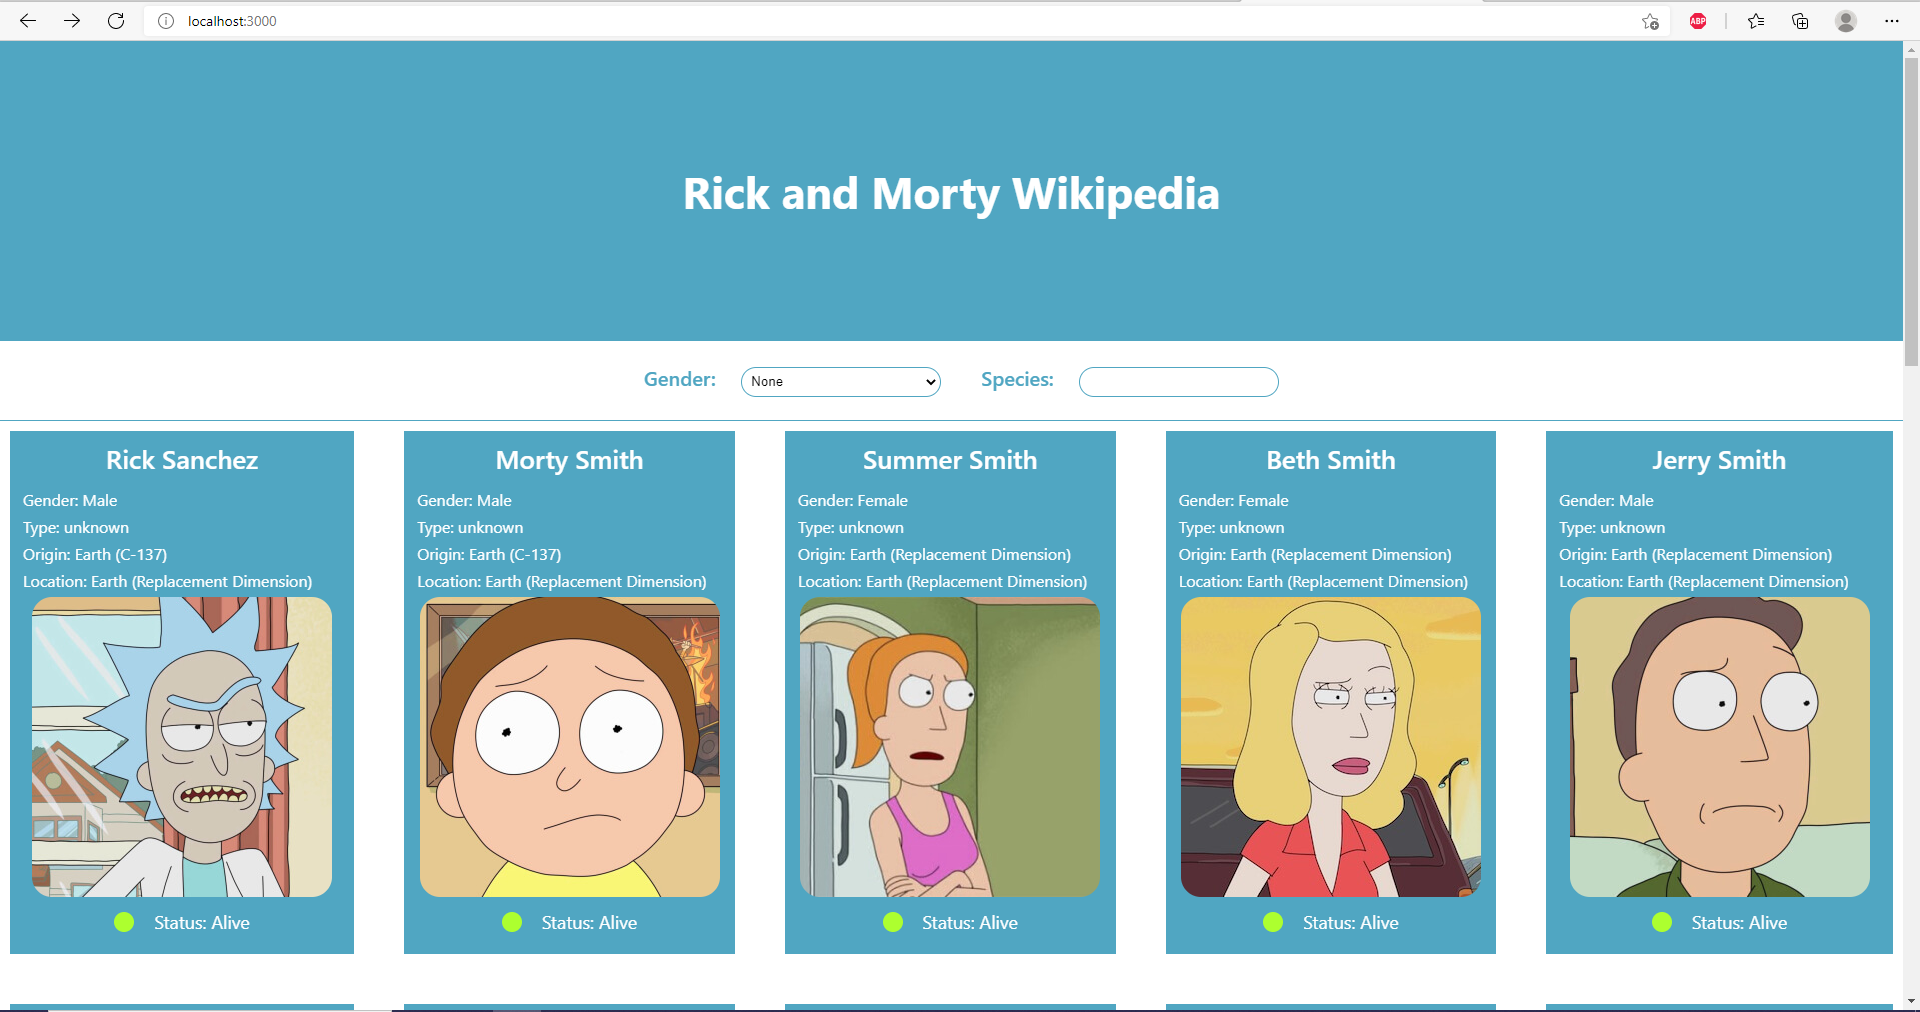 localhost:3000
ABP
Rick and Morty Wikipedia
Gender: None Species:
Rick Sanchez
Gender: Male
Type: unknown
Origin: Earth (C-137)
Location: Earth (Replacement Dimension)
Status: Alive
Morty Smith
Gender: Male
Type: unknown
Origin: Earth (C-137)
Location: Earth (Replacement Dimension)
Status: Alive
Summer Smith
Gender: Female
Type: unknown
Origin: Earth (Replacement Dimension)
Location: Earth (Replacement Dimension)
Status: Alive
Beth Smith
Gender: Female
Type: unknown
Origin: Earth (Replacement Dimension)
Location: Earth (Replacement Dimension)
Status: Alive
Jerry Smith
Gender: Male
Type: unknown
Origin: Earth (Replacement Dimension)
Location: Earth (Replacement Dimension)
Status: Alive